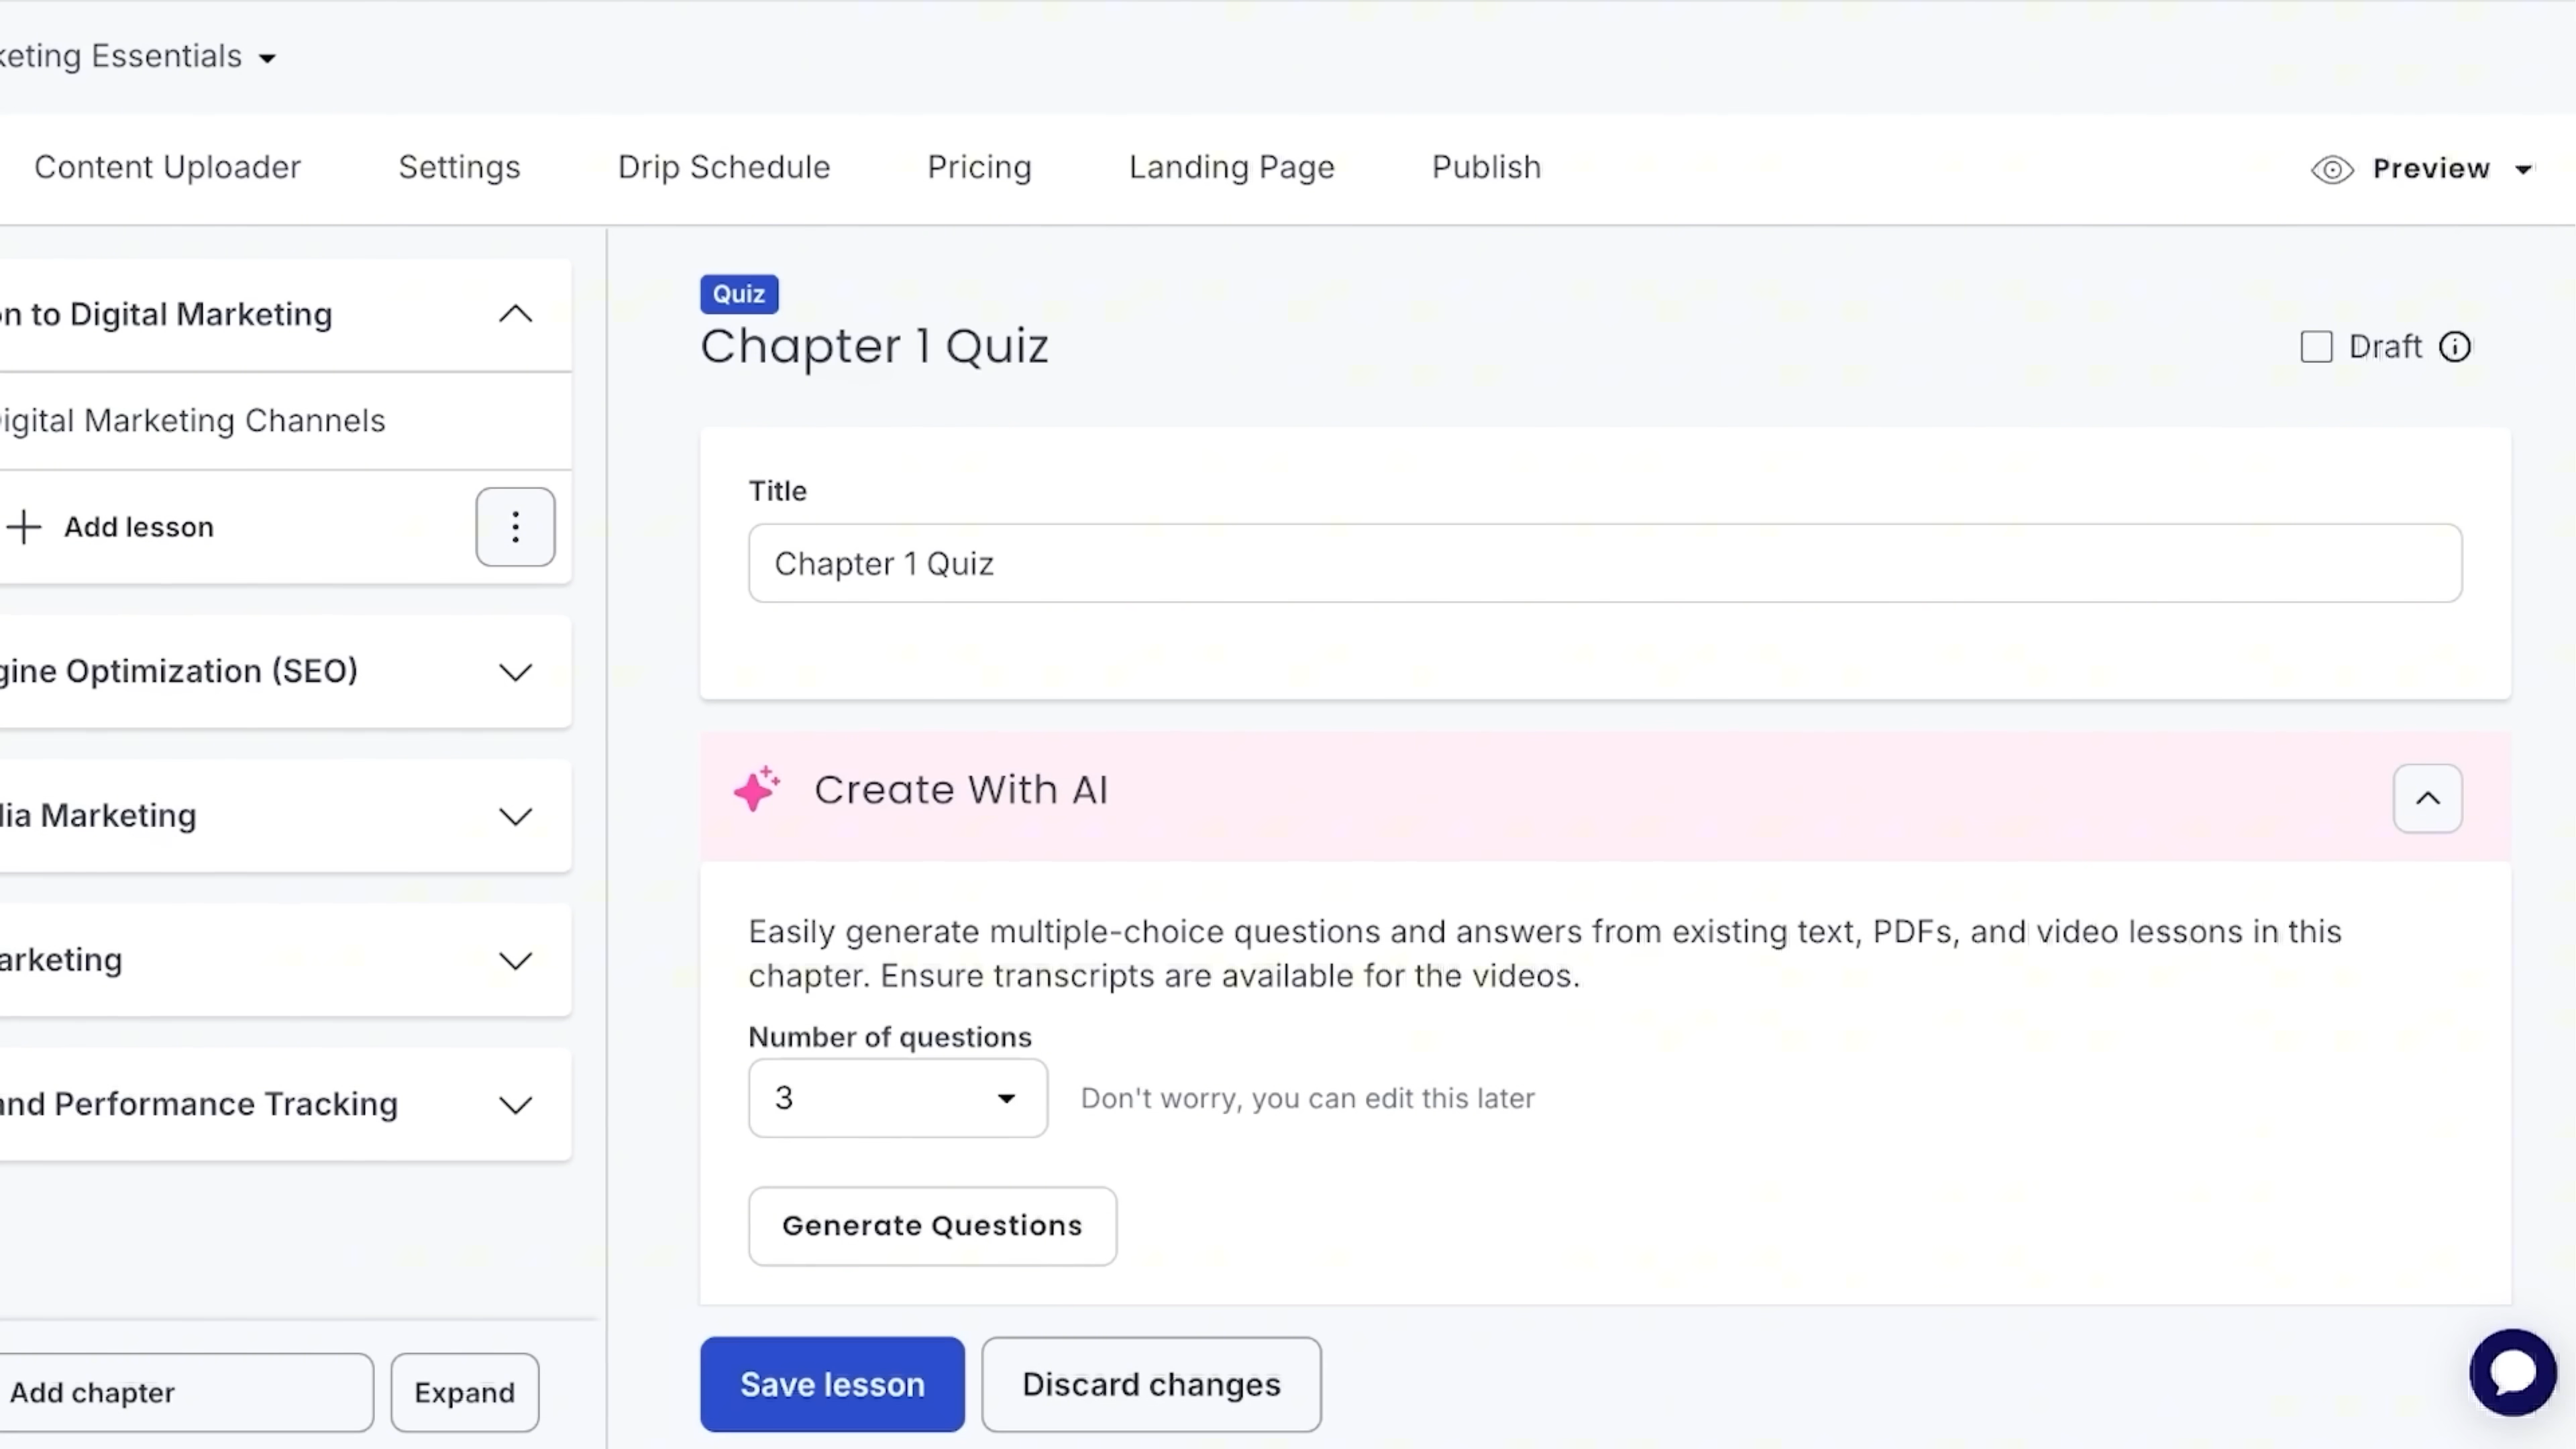 keting Essentials
Content Uploader Settings Drip Schedule Pricing Landing Page Publish Preview
on to Digital Marketing
igital Marketing Channels
Add lesson
gine Optimization (SEO)
dia Marketing
arketing
and Performance Tracking
Add chapter Expand
Quiz
Chapter 1 Quiz
Draft
Title
Chapter 1 Quiz
Create With AI
Easily generate multiple-choice questions and answers from existing text, PDFs, and video lessons in this
chapter. Ensure transcripts are available for the videos.
Number of questions
3 Don't worry, you can edit this later
Generate Questions
Save lesson Discard changes